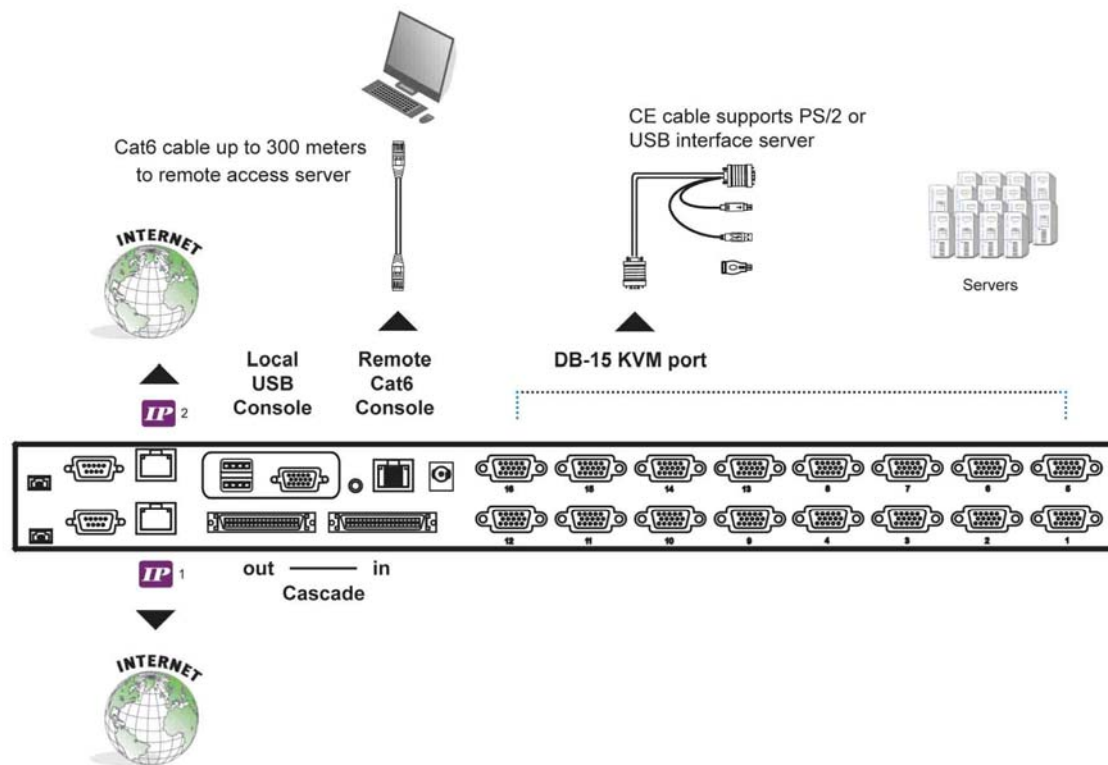 Cat6 cable up to 300 meters
to remote access server
CE cable supports PS/2 or
USB interface server
INTERNET
Servers
Local
USB
Console
Remote
Cat6
Console
DB-15 KVM port
IP 2
16 15 14 13 8 7 6 5
12 11 10 9 4 3 2 1
IP 1
out in
Cascade
INTERNET